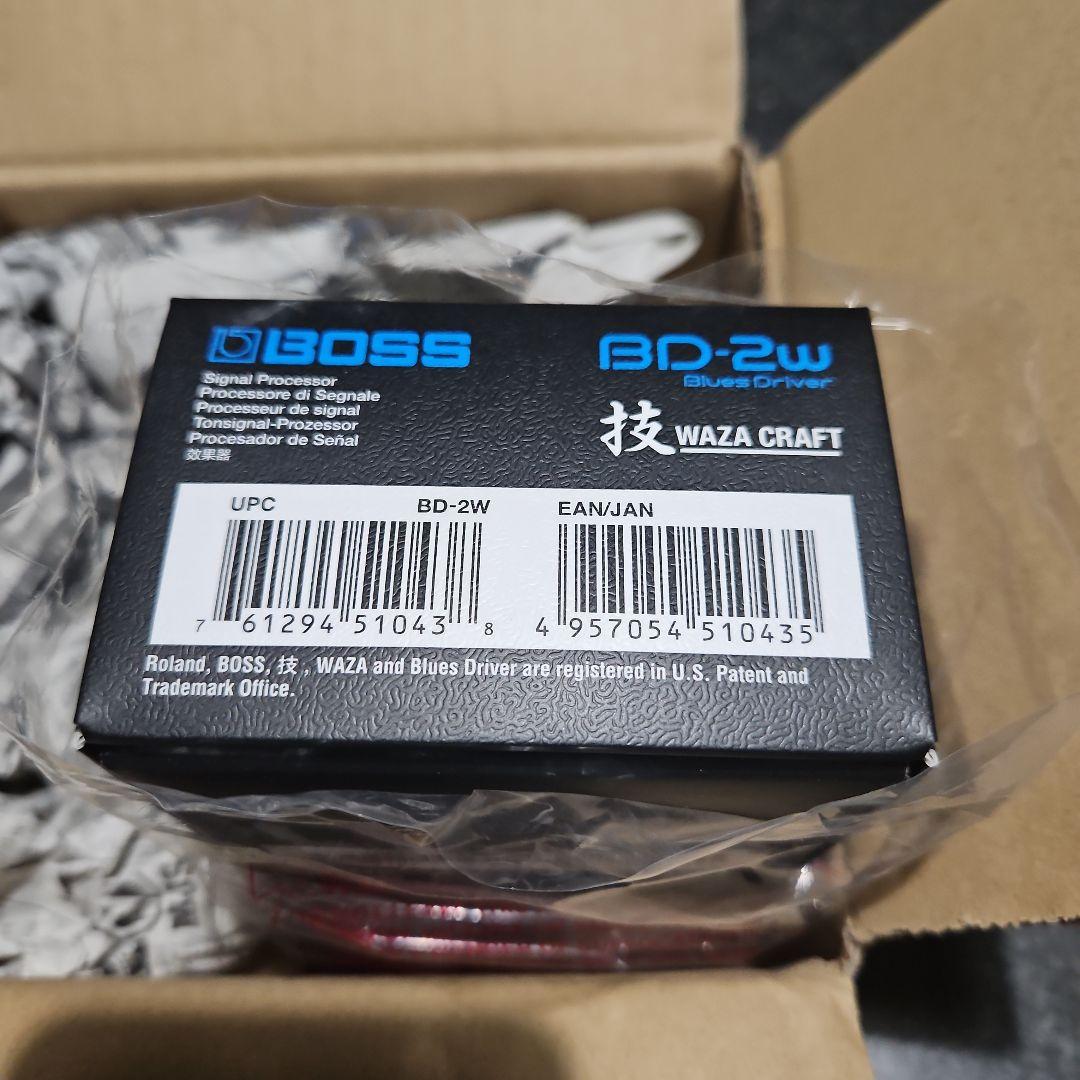 BOSS
BD-2w
Blues Driver
技 WAZA CRAFT
Signal Processor
Processore di Segnale
Processeur de signal
Tonsignal-Prozessor
Procesador de Señal
效果器
UPC BD-2W EAN/JAN
7 61294 51043 8 4 957054 510435
Roland, BOSS, 技, WAZA and Blues Driver are registered in U.S. Patent and
Trademark Office.